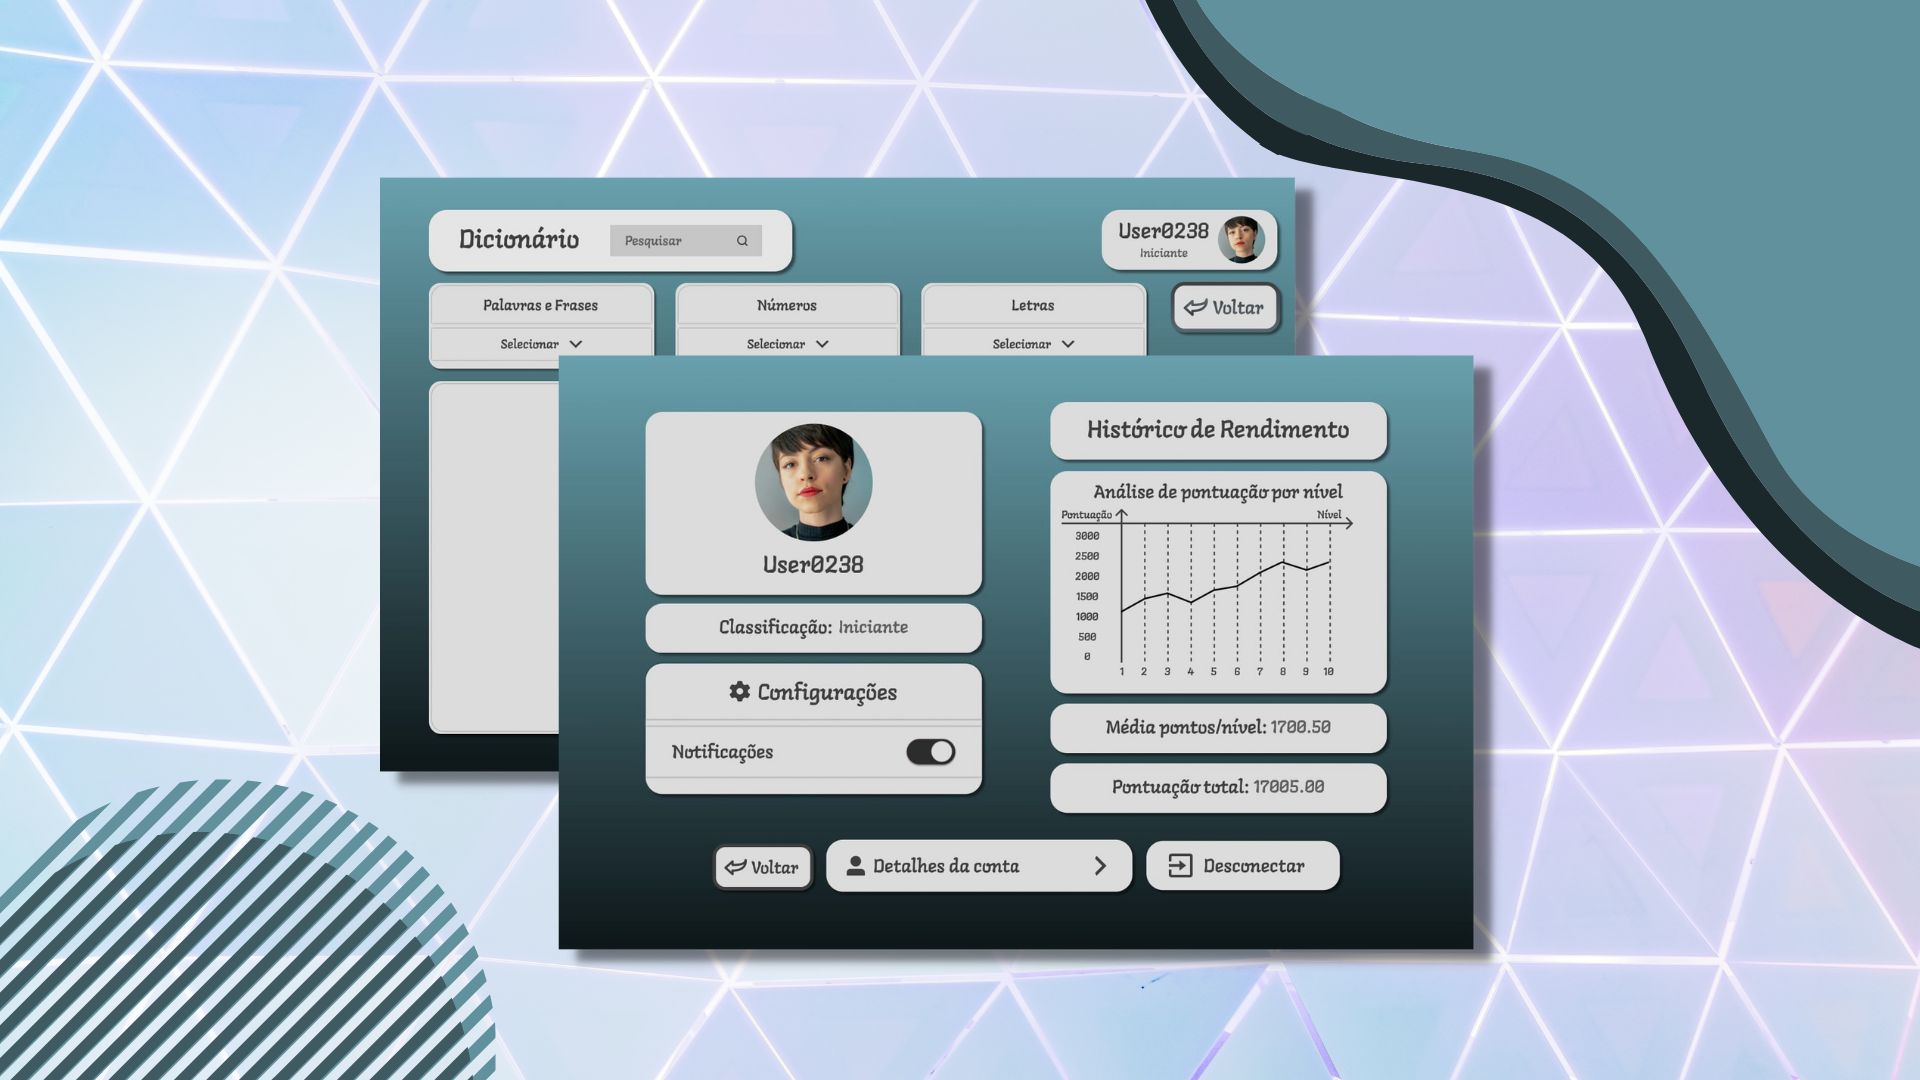 Dicionário
Pesquisar
User0238
Iniciante
Palavras e Frases
Números
Letras
Voltar
Selecionar
Selecionar
Selecionar
User0238
Classificação: Iniciante
Configurações
Notificações
Histórico de Rendimento
Análise de pontuação por nível
Pontuação
Nível
3000
2500
2000
1500
1000
500
0
1 2 3 4 5 6 7 8 9 10
Média pontos/nível: 1700.50
Pontuação total: 17005.00
Voltar
Detalhes da conta
Desconectar